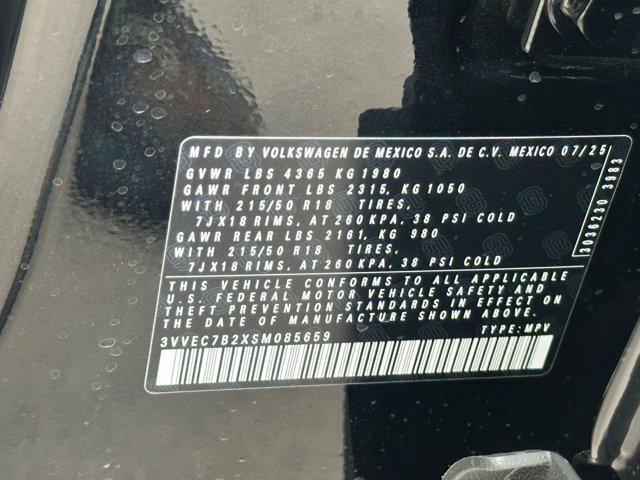 MFD BY VOLKSWAGEN DE MEXICO S.A. DE C.V. MEXICO 07/25
GVWR LBS 4365 KG 1980
GAWR FRONT LBS 2315, KG 1050
WITH 215/50 R18 TIRES,
7JX18 RIMS, AT 260 KPA, 38 PSI COLD
GAWR REAR LBS 2161, KG 980
WITH 215/50 R18 TIRES,
7JX18 RIMS, AT 260 KPA, 38 PSI COLD
3036230 3983
THIS VEHICLE CONFORMS TO ALL APPLICABLE
U.S. FEDERAL MOTOR VEHICLE SAFETY AND
THEFT PREVENTION STANDARDS IN EFFECT ON
THE DATE OF MANUFACTURE SHOWN ABOVE.
3VVEC7B2XSM085659 TYPE: MPV